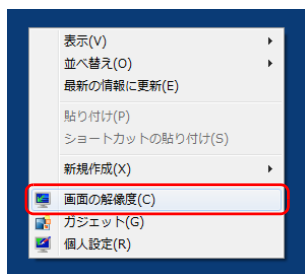 表示(V)
並べ替え(O)
最新の情報に更新(E)
貼り付け(P)
ショートカットの貼り付け(S)
新規作成(X)
画面の解像度(C)
ガジェット(G)
個人設定(R)